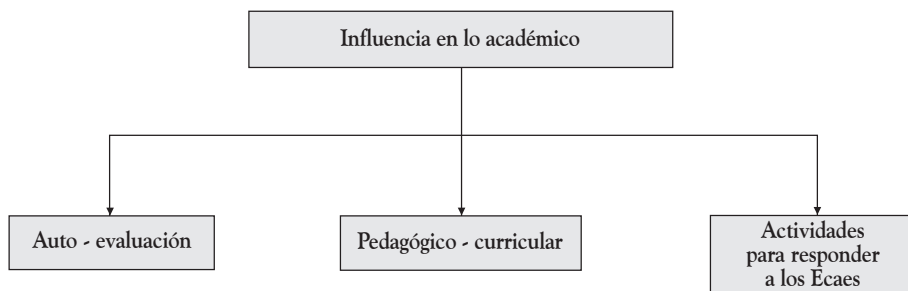 Influencia en lo académico
Auto - evaluación
Pedagógico - curricular
Actividades
para responder
a los Ecaes